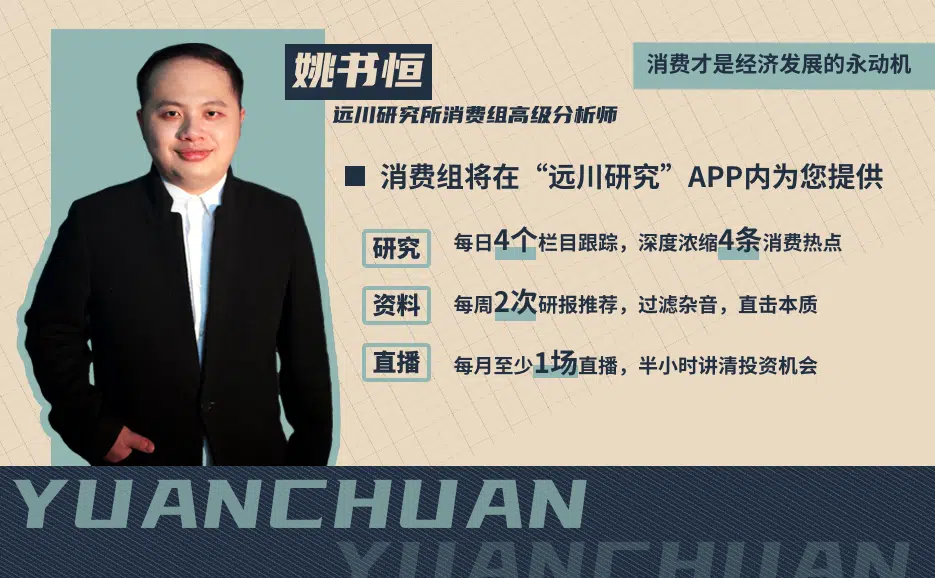 姚书恒
消费才是经济发展的永动机
远川研究所消费组高级分析师
■ 消费组将在“远川研究”APP内为您提供
研究 每日4个栏目跟踪，深度浓缩4条消费热点
资料 每周2次研报推荐，过滤杂音，直击本质
直播 每月至少1场直播，半小时讲清投资机会
YUANCHUAN
YUANCHUAN